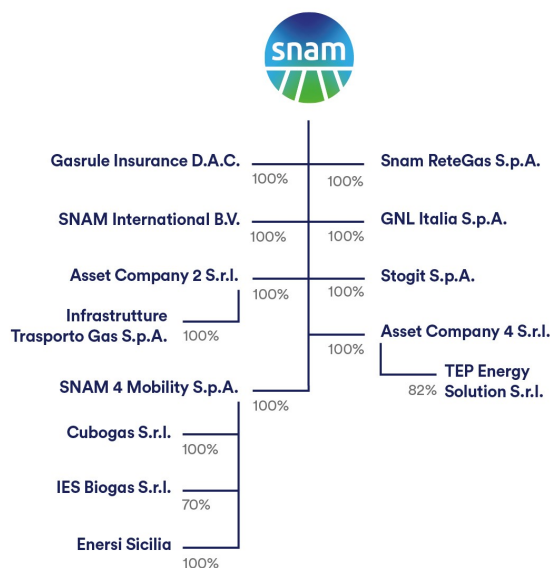 snam
Gasrule Insurance D.A.C.
100%
Snam ReteGas S.p.A.
100%
SNAM International B.V.
100%
GNL Italia S.p.A.
100%
Asset Company 2 S.r.l.
100%
Stogit S.p.A.
100%
Infrastrutture
Trasporto Gas S.p.A.
100%
Asset Company 4 S.r.l.
100%
TEP Energy
Solution S.r.l.
82%
SNAM 4 Mobility S.p.A.
100%
Cubogas S.r.l.
100%
IES Biogas S.r.l.
70%
Enersi Sicilia
100%